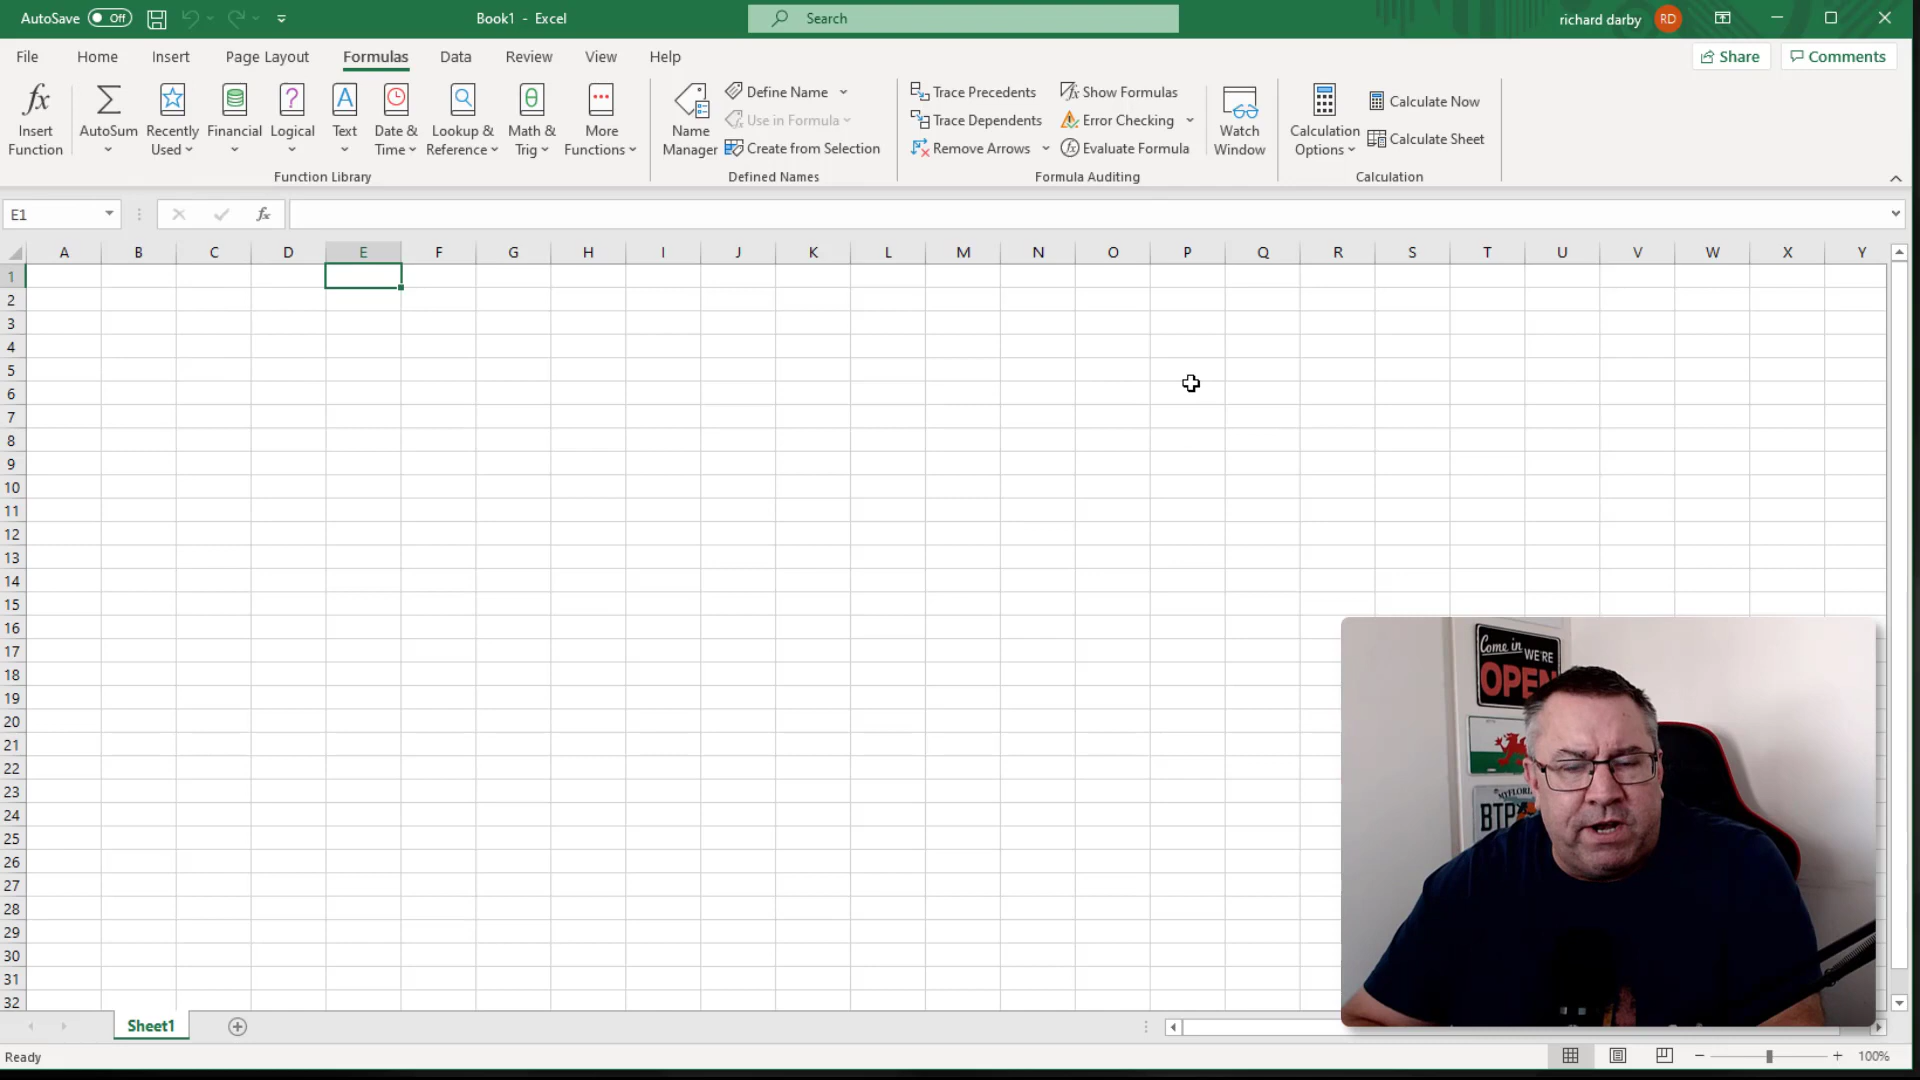 AutoSave Off Book1 - Excel Search richard darby RD
File Home Insert Page Layout Formulas Data Review View Help Share Comments
fx Insert Function
AutoSum
Recently Used
Financial
Logical
Text
Date & Time
Lookup & Reference
Math & Trig
More Functions
Function Library
Name Manager
Define Name
Use in Formula
Create from Selection
Defined Names
Trace Precedents
Trace Dependents
Remove Arrows
Show Formulas
Error Checking
Evaluate Formula
Formula Auditing
Watch Window
Calculation Options
Calculate Now
Calculate Sheet
Calculation
E1 fx
A B C D E F G H I J K L M N O P Q R S T U V W X Y
1
2
3
4
5
6
7
8
9
10
11
12
13
14
15
16
17
18
19
20
21
22
23
24
25
26
27
28
29
30
31
32
Come in WE'RE
OPEN
MYFLORI
BTP
Sheet1
Ready 100%